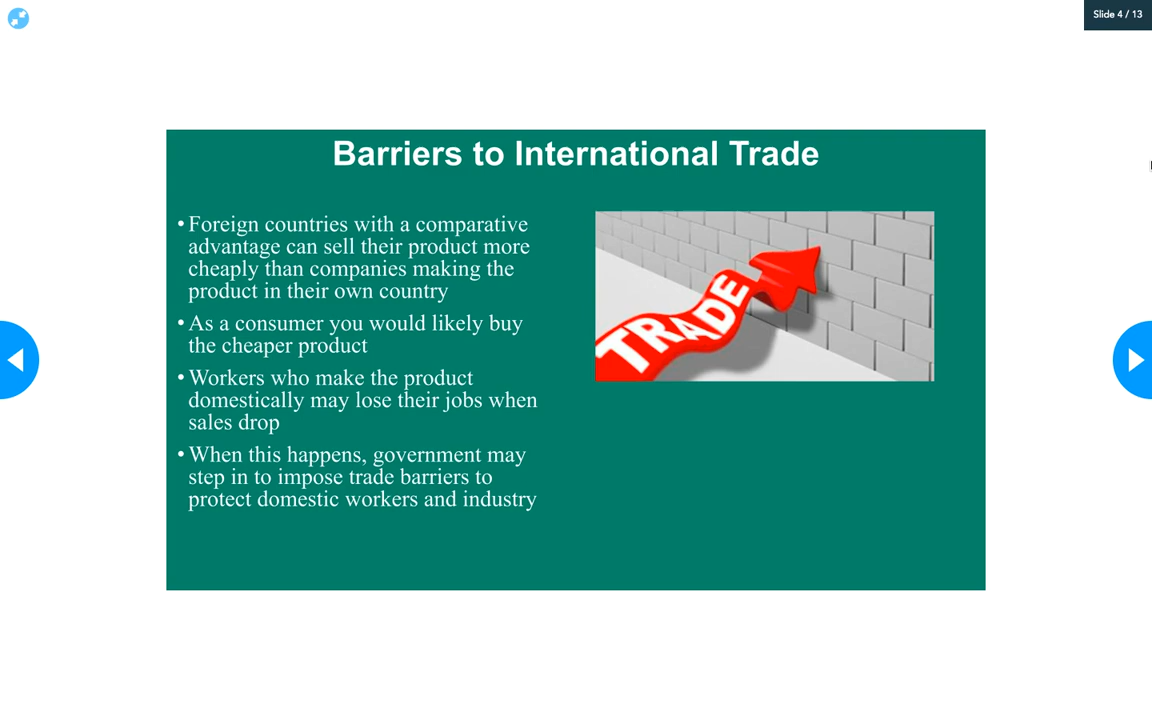 Slide 4 / 13
Barriers to International Trade
• Foreign countries with a comparative
advantage can sell their product more
cheaply than companies making the
product in their own country
• As a consumer you would likely buy
the cheaper product
• Workers who make the product
domestically may lose their jobs when
sales drop
• When this happens, government may
step in to impose trade barriers to
protect domestic workers and industry
TRADE